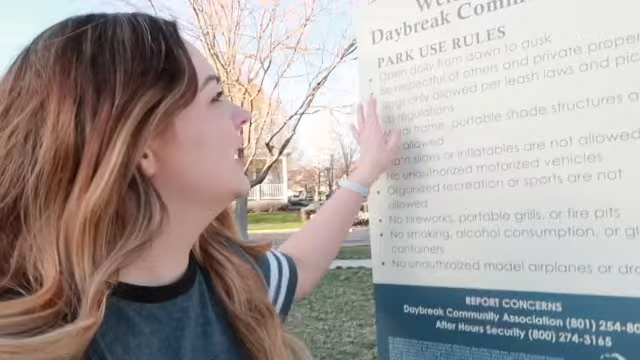 Daybreak Comm
PARK USE RULES
• Open daily from dawn to dusk
• Be respectful of others and private proper
only allowed per leash laws and pic
regulations
frame, portable shade structures a
allowed
slides or inflatables are not allowed
No unauthorized motorized vehicles
• Organized recreation or sports are not
allowed
• No fireworks, portable grills, or fire pits
• No smoking, alcohol consumption, or gl
containers
• No unauthorized model airplanes or dro
REPORT CONCERNS
Daybreak Community Association (801) 254-80
After Hours Security (800) 274-3165